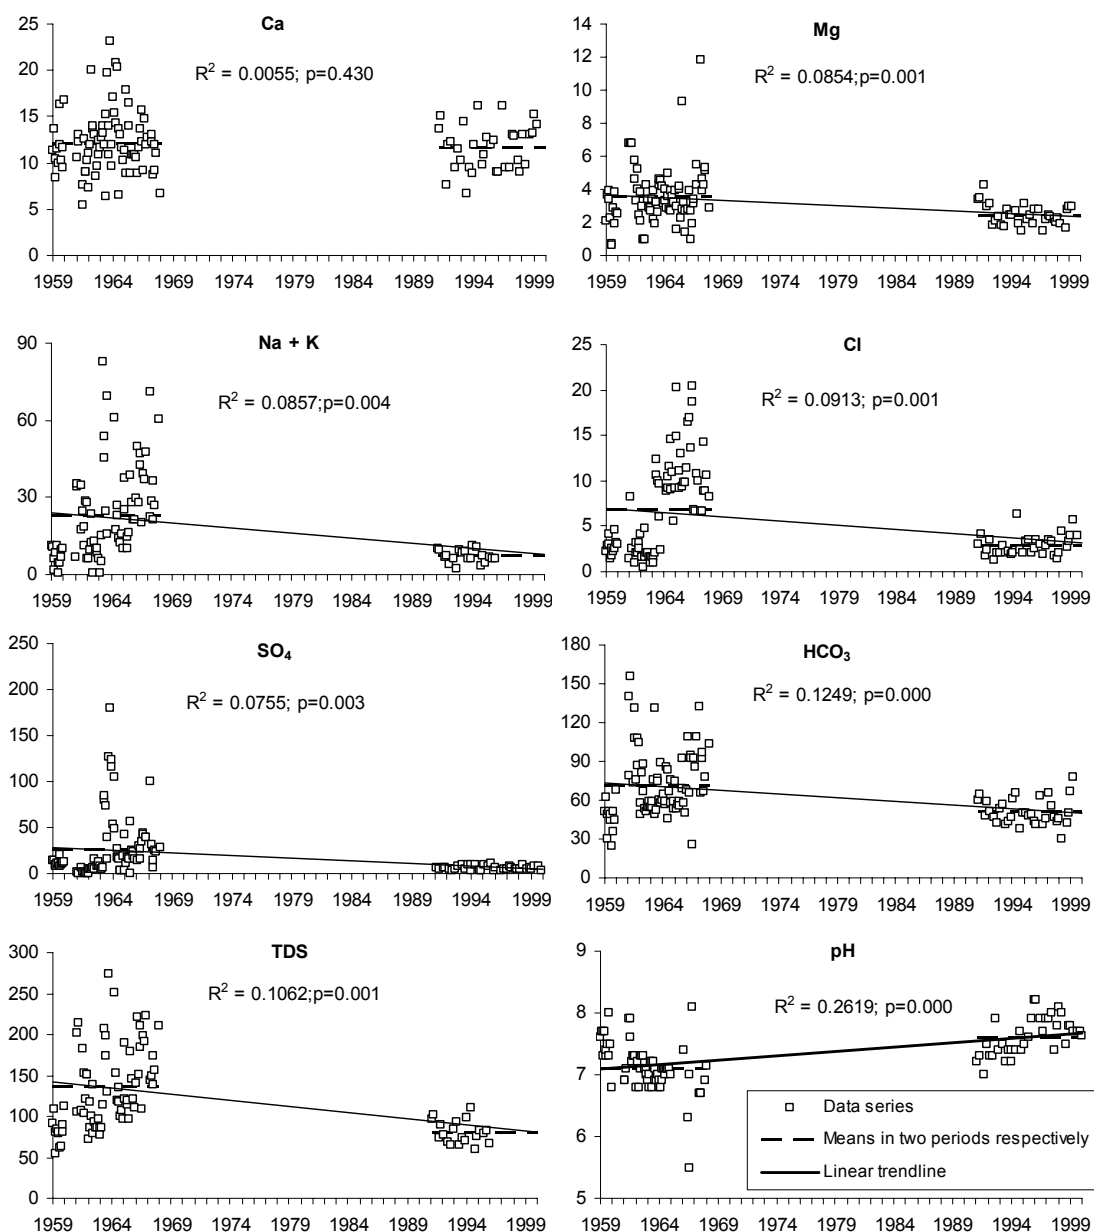 Ca
R² = 0.0055; p=0.430
25
20
15
10
5
0
1959 1964 1969 1974 1979 1984 1989 1994 1999
Mg
R² = 0.0854;p=0.001
14
12
10
8
6
4
2
0
1959 1964 1969 1974 1979 1984 1989 1994 1999
Na + K
R² = 0.0857;p=0.004
90
60
30
0
1959 1964 1969 1974 1979 1984 1989 1994 1999
Cl
R² = 0.0913; p=0.001
25
20
15
10
5
0
1959 1964 1969 1974 1979 1984 1989 1994 1999
SO₄
R² = 0.0755; p=0.003
250
200
150
100
50
0
1959 1964 1969 1974 1979 1984 1989 1994 1999
HCO₃
R² = 0.1249; p=0.000
180
150
120
90
60
30
0
1959 1964 1969 1974 1979 1984 1989 1994 1999
TDS
R² = 0.1062;p=0.001
300
250
200
150
100
50
0
1959 1964 1969 1974 1979 1984 1989 1994 1999
pH
R² = 0.2619; p=0.000
9
8
7
6
5
1959 1964 1969 1974 1979 1984 1989 1994 1999
Data series
Means in two periods respectively
Linear trendline